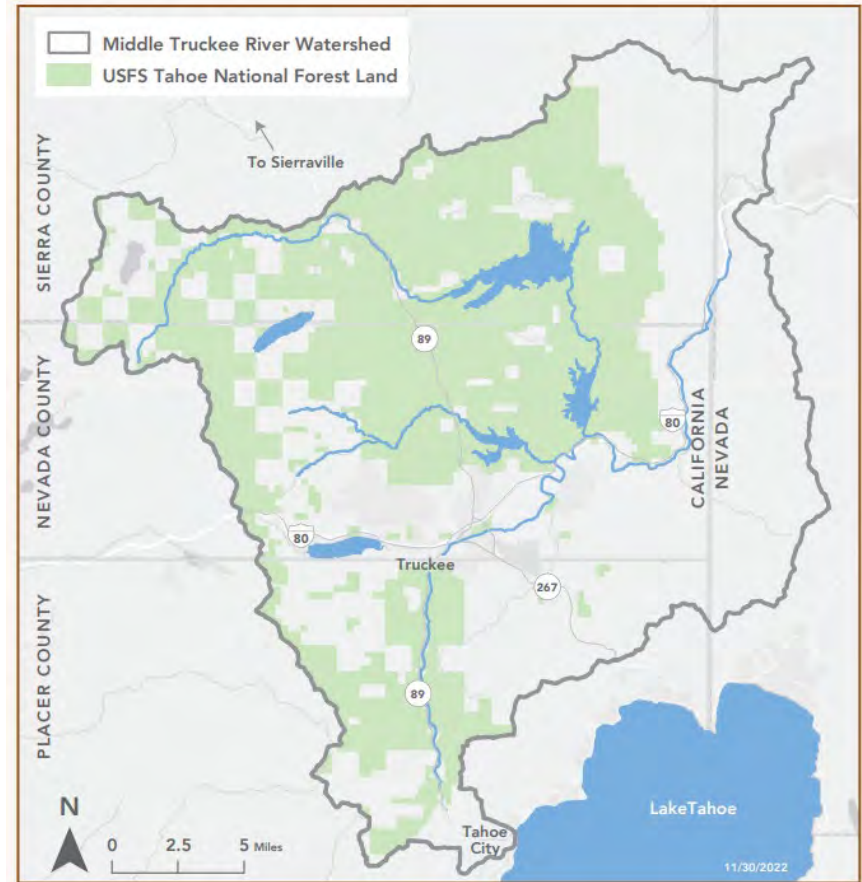 Middle Truckee River Watershed
USFS Tahoe National Forest Land
To Sierraville
SIERRA COUNTY
89
NEVADA COUNTY
80
CALIFORNIA
NEVADA
80
Truckee
267
PLACER COUNTY
89
N
0 2.5 5 Miles
Tahoe
City
LakeTahoe
11/30/2022